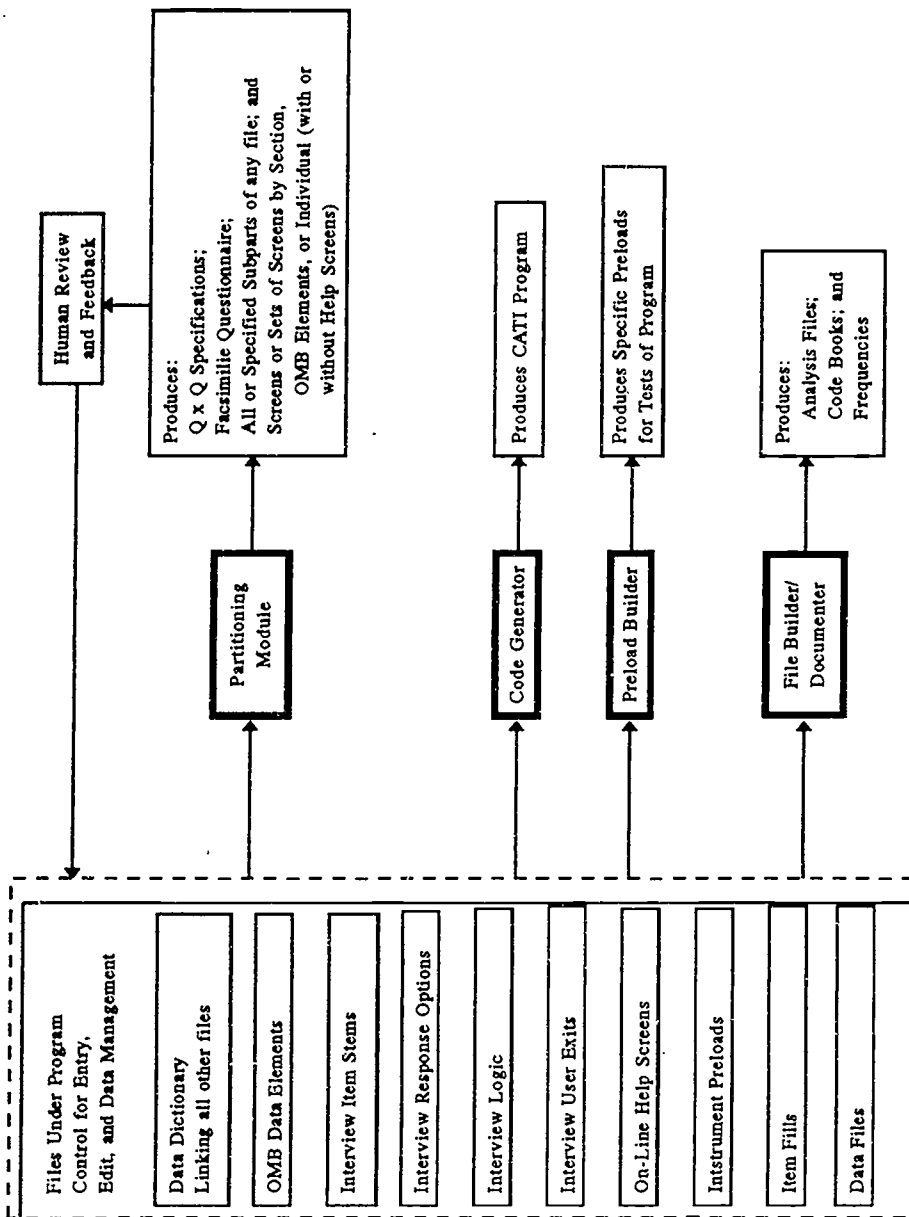 Files Under Program
Control for Entry,
Edit, and Data Management
Data Dictionary
Linking all other files
OMB Data Elements
Interview Item Stems
Interview Response Options
Interview Logic
Interview User Exits
On-Line Help Screens
Intstrument Preloads
Item Fills
Data Files
Partitioning
Module
Code Generator
Preload Builder
File Builder/
Documenter
Human Review
and Feedback
Produces:
Q x Q Specifications;
Facsimilie Questionnaire;
All or Specified Subparts of any file; and
Screens or Sets of Screens by Section,
OMB Elements, or Individual (with or
without Help Screens)
Produces CATI Program
Produces Specific Preloads
for Tests of Program
Produces:
Analysis Files;
Code Books; and
Frequencies